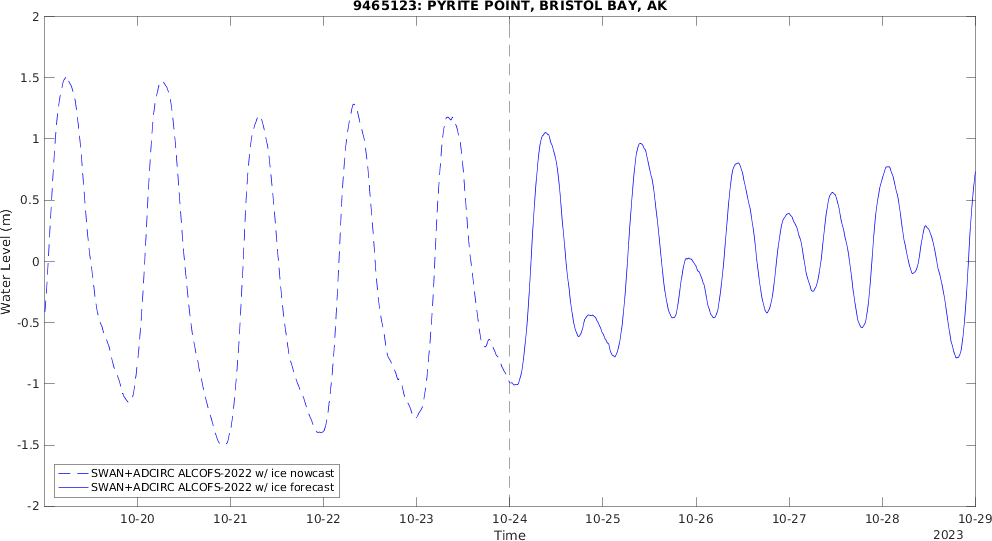 9465123: PYRITE POINT, BRISTOL BAY, AK
2
1.5
1
0.5
0
-0.5
-1
-1.5
-2
Water Level (m)
SWAN+ADCIRC ALCOFS-2022 w/ ice nowcast
SWAN+ADCIRC ALCOFS-2022 w/ ice forecast
10-20 10-21 10-22 10-23 10-24 10-25 10-26 10-27 10-28 10-29
Time
2023